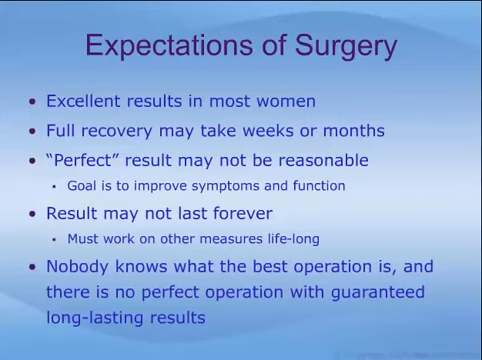 Expectations of Surgery
• Excellent results in most women
• Full recovery may take weeks or months
• “Perfect” result may not be reasonable
▪ Goal is to improve symptoms and function
• Result may not last forever
▪ Must work on other measures life-long
• Nobody knows what the best operation is, and
there is no perfect operation with guaranteed
long-lasting results